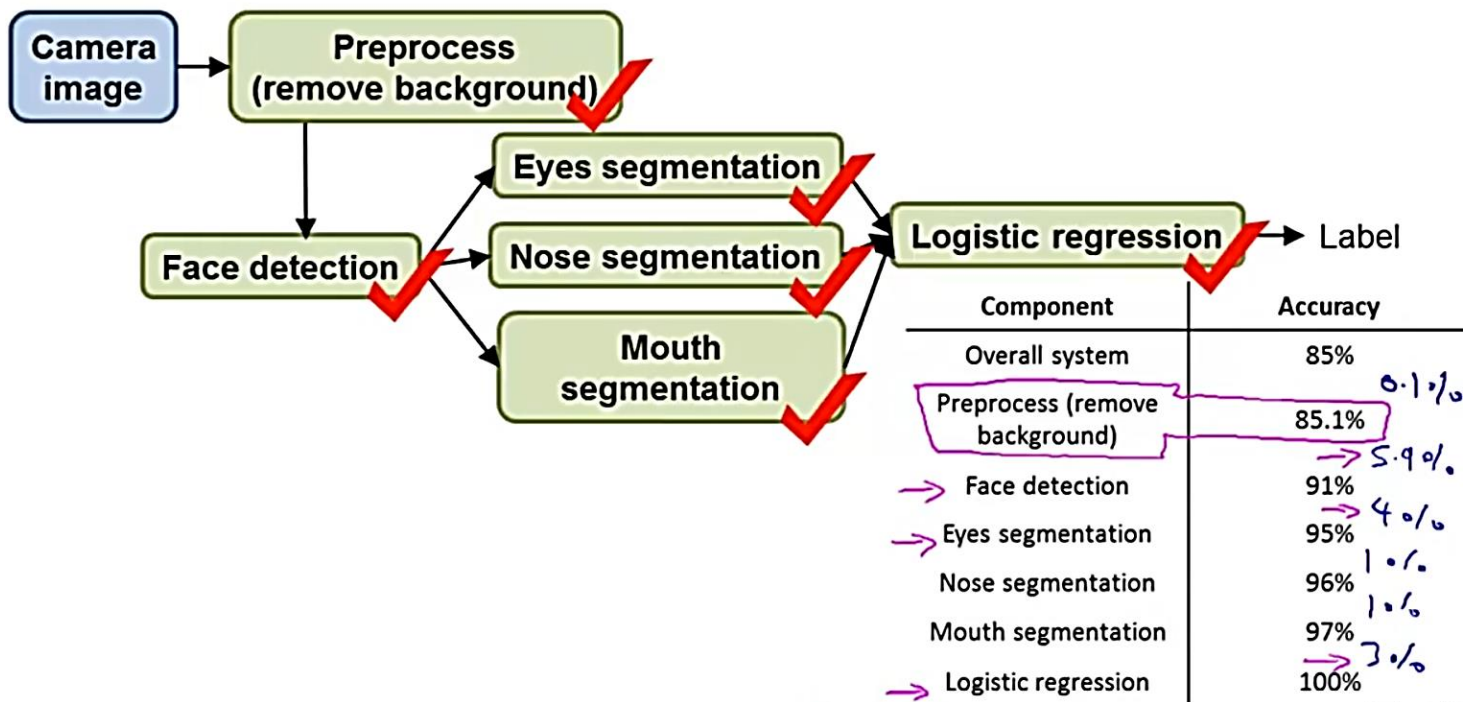 Camera
image
Preprocess
(remove background)
Eyes segmentation
Face detection
Nose segmentation
Mouth
segmentation
Logistic regression
Label
Component Accuracy
Overall system 85%
0.1%
Preprocess (remove
background) 85.1%
5.9%
Face detection 91%
4%
Eyes segmentation 95%
1%
Nose segmentation 96%
1%
Mouth segmentation 97%
3%
Logistic regression 100%